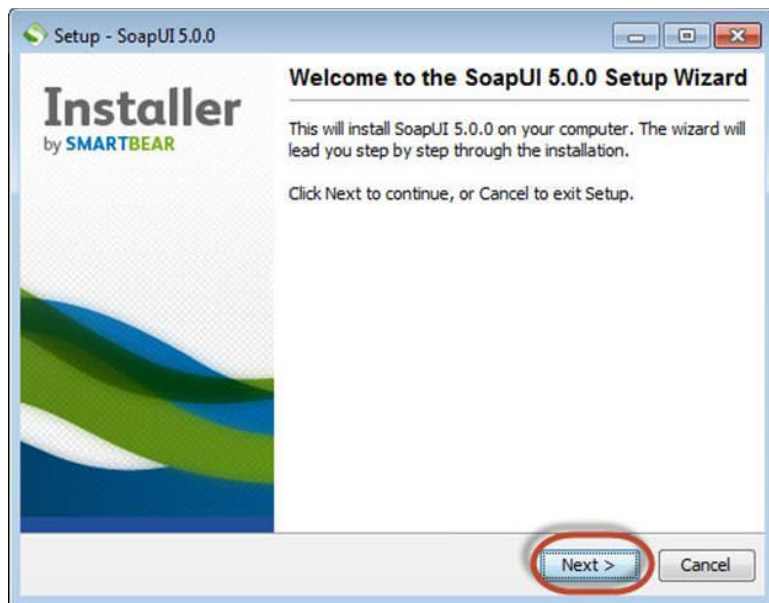 Setup - SoapUI 5.0.0
Installer
by SMARTBEAR
Welcome to the SoapUI 5.0.0 Setup Wizard
This will install SoapUI 5.0.0 on your computer. The wizard will
lead you step by step through the installation.
Click Next to continue, or Cancel to exit Setup.
Next >
Cancel